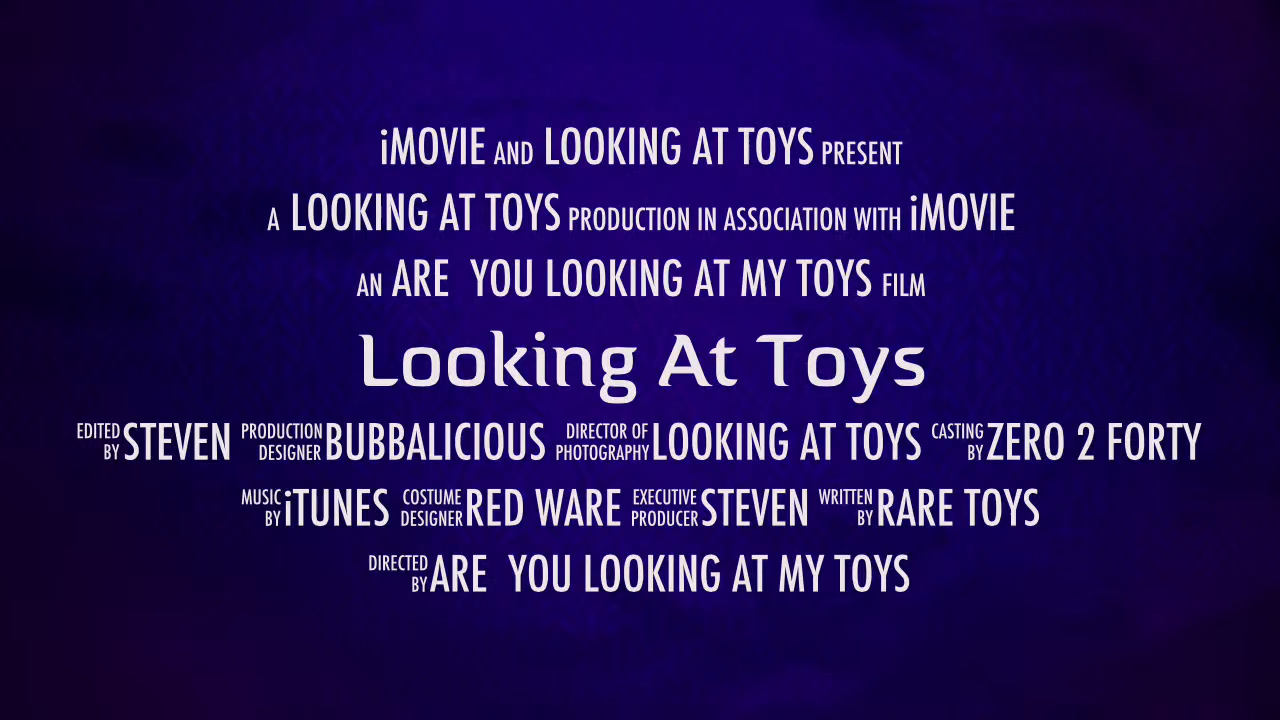 iMOVIE AND LOOKING AT TOYS PRESENT
A LOOKING AT TOYS PRODUCTION IN ASSOCIATION WITH iMOVIE
AN ARE  YOU LOOKING AT MY TOYS FILM
Looking At Toys
EDITED BY STEVEN PRODUCTION DESIGNER BUBBALICIOUS DIRECTOR OF PHOTOGRAPHY LOOKING AT TOYS CASTING BY ZERO 2 FORTY
MUSIC BY iTUNES COSTUME DESIGNER RED WARE EXECUTIVE PRODUCER STEVEN WRITTEN BY RARE TOYS
DIRECTED BY ARE  YOU LOOKING AT MY TOYS